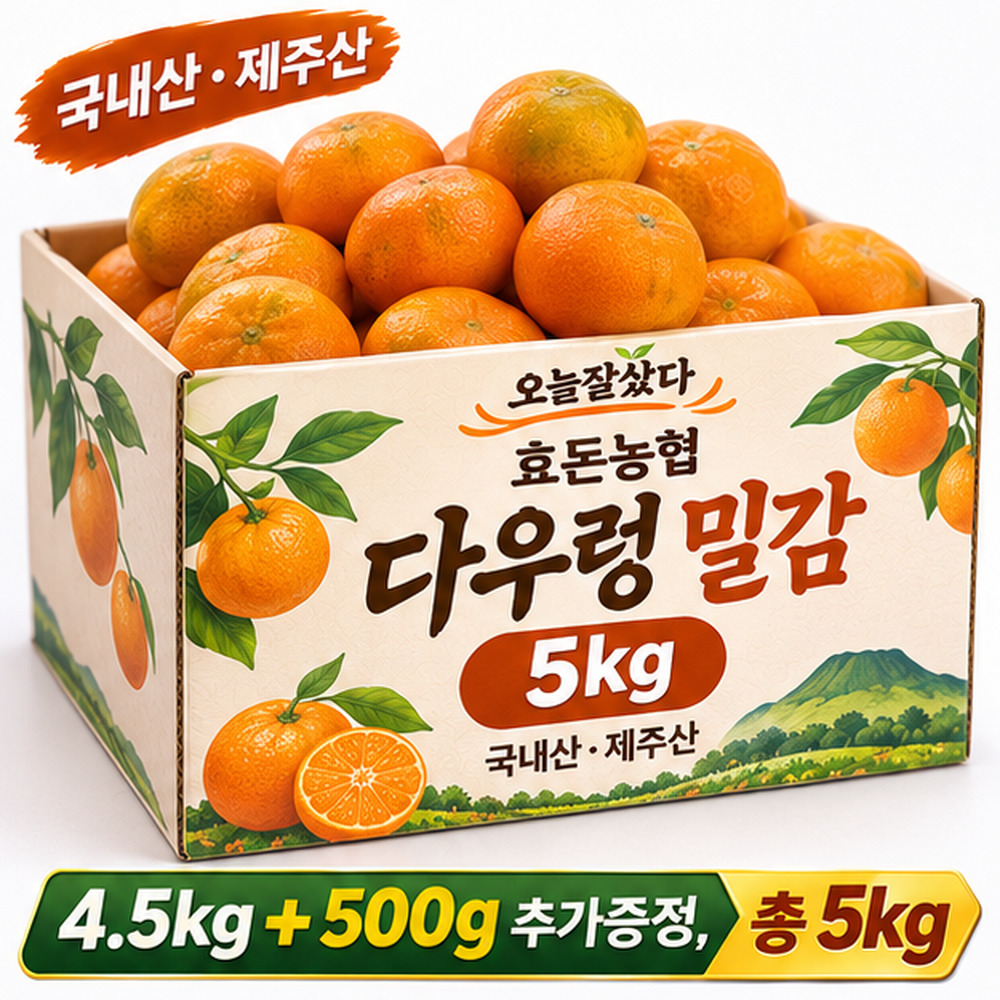 국내산·제주산
오늘잘샀다
효돈농협
다우렁 밀감
5kg
국내산·제주산
4.5kg + 500g 추가증정, 총 5kg